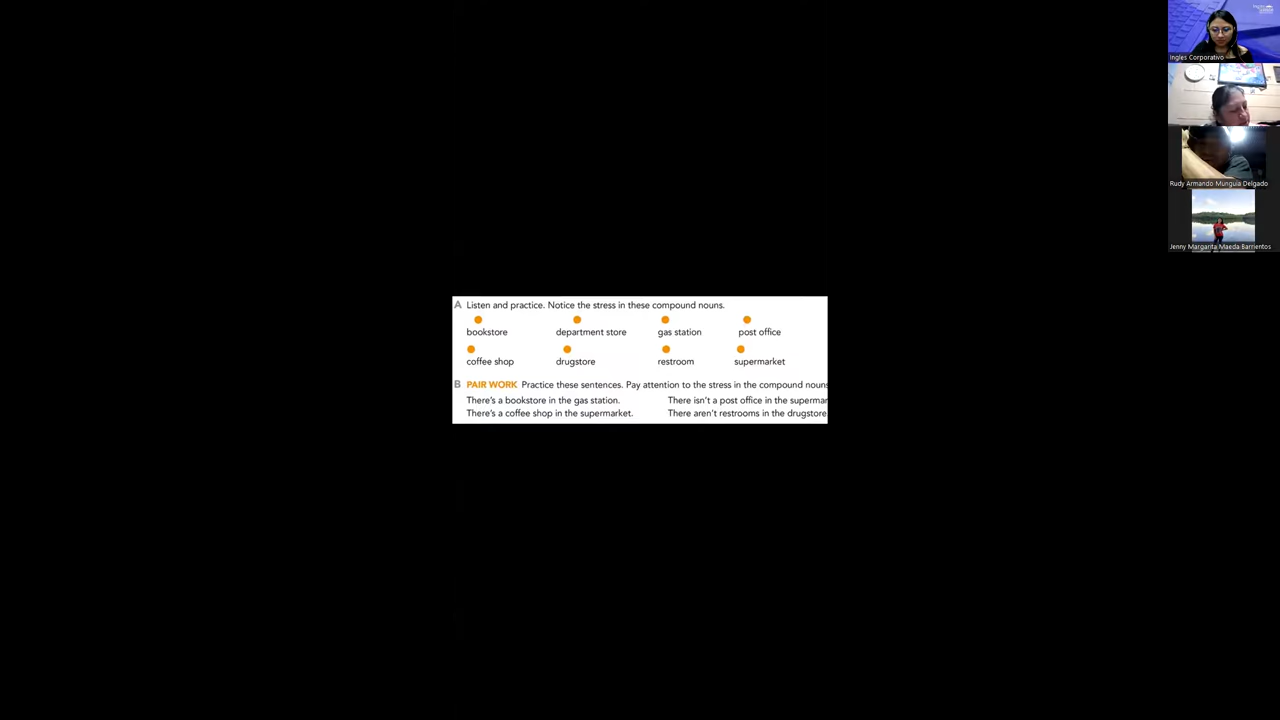 A Listen and practice. Notice the stress in these compound nouns.
bookstore department store gas station post office
coffee shop drugstore restroom supermarket
B PAIR WORK Practice these sentences. Pay attention to the stress in the compound nouns
There's a bookstore in the gas station. There isn't a post office in the supermar
There's a coffee shop in the supermarket. There aren't restrooms in the drugstore.
Ingles Corporativo
Rudy Armando Munguia Delgado
Jenny Margarita Maeda Barrientos